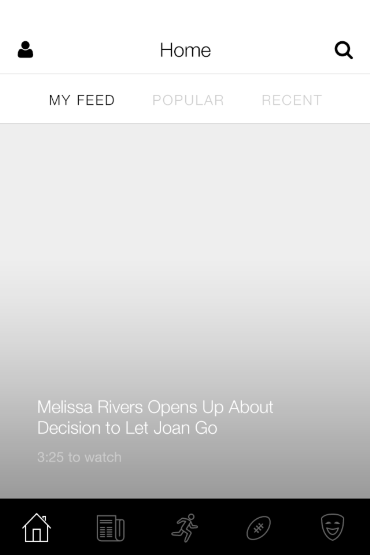 Home
MY FEED POPULAR RECENT
Melissa Rivers Opens Up About
Decision to Let Joan Go
3:25 to watch